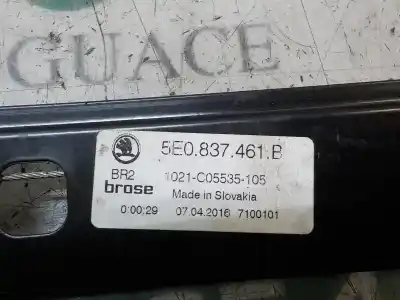 GUACE
5E0.837.461.B
BR2
1021-C05535-105
brose
Made in Slovakia
0:00:29 07.04.2016 7100101